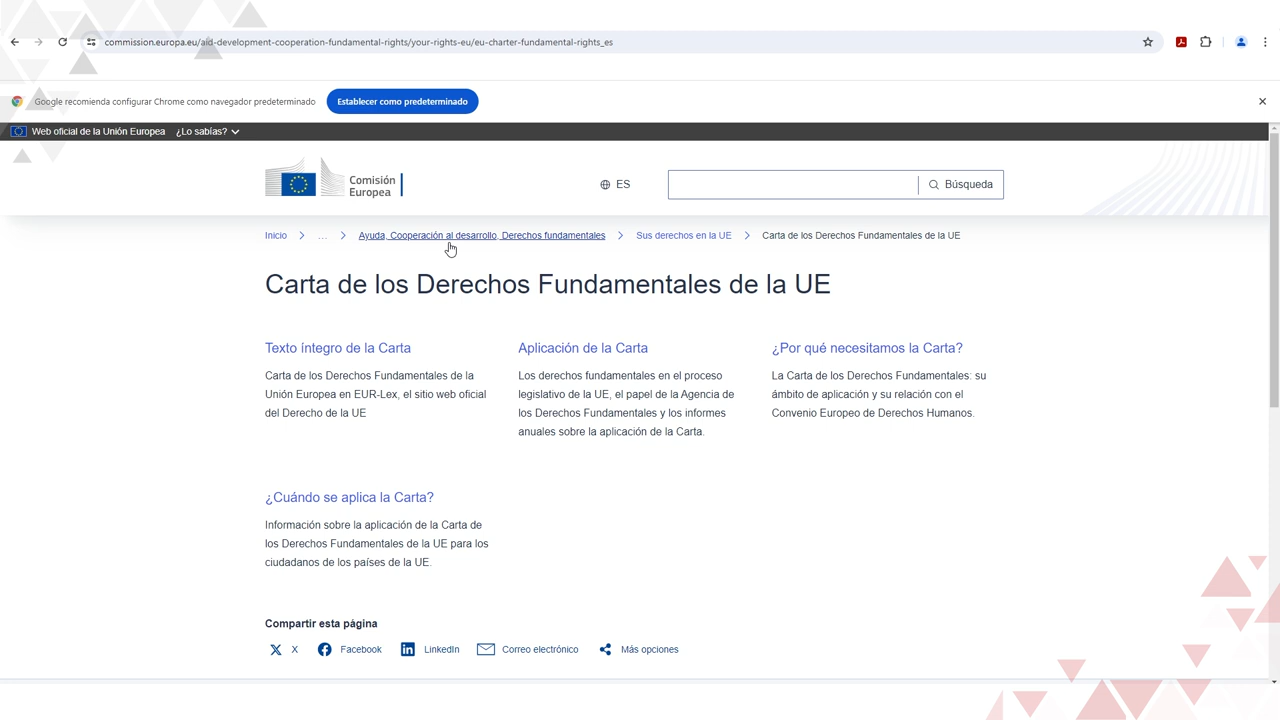 commission.europa.eu/aid-development-cooperation-fundamental-rights/your-rights-eu/eu-charter-fundamental-rights_es
Google recomienda configurar Chrome como navegador predeterminado
Establecer como predeterminado
Web oficial de la Unión Europea ¿Lo sabías?
Comisión
Europea
ES
Búsqueda
Inicio > ... > Ayuda, Cooperación al desarrollo, Derechos fundamentales > Sus derechos en la UE > Carta de los Derechos Fundamentales de la UE
Carta de los Derechos Fundamentales de la UE
Texto íntegro de la Carta
Carta de los Derechos Fundamentales de la
Unión Europea en EUR-Lex, el sitio web oficial
del Derecho de la UE
Aplicación de la Carta
Los derechos fundamentales en el proceso
legislativo de la UE, el papel de la Agencia de
los Derechos Fundamentales y los informes
anuales sobre la aplicación de la Carta.
¿Por qué necesitamos la Carta?
La Carta de los Derechos Fundamentales: su
ámbito de aplicación y su relación con el
Convenio Europeo de Derechos Humanos.
¿Cuándo se aplica la Carta?
Información sobre la aplicación de la Carta de
los Derechos Fundamentales de la UE para los
ciudadanos de los países de la UE.
Compartir esta página
X Facebook LinkedIn Correo electrónico Más opciones